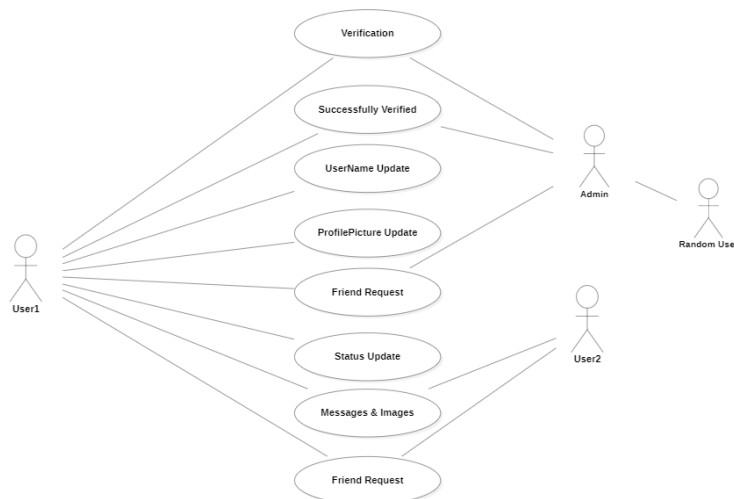 Verification
Successfully Verified
UserName Update
Admin
ProfilePicture Update
Random Use
Friend Request
User1
Status Update
User2
Messages & Images
Friend Request